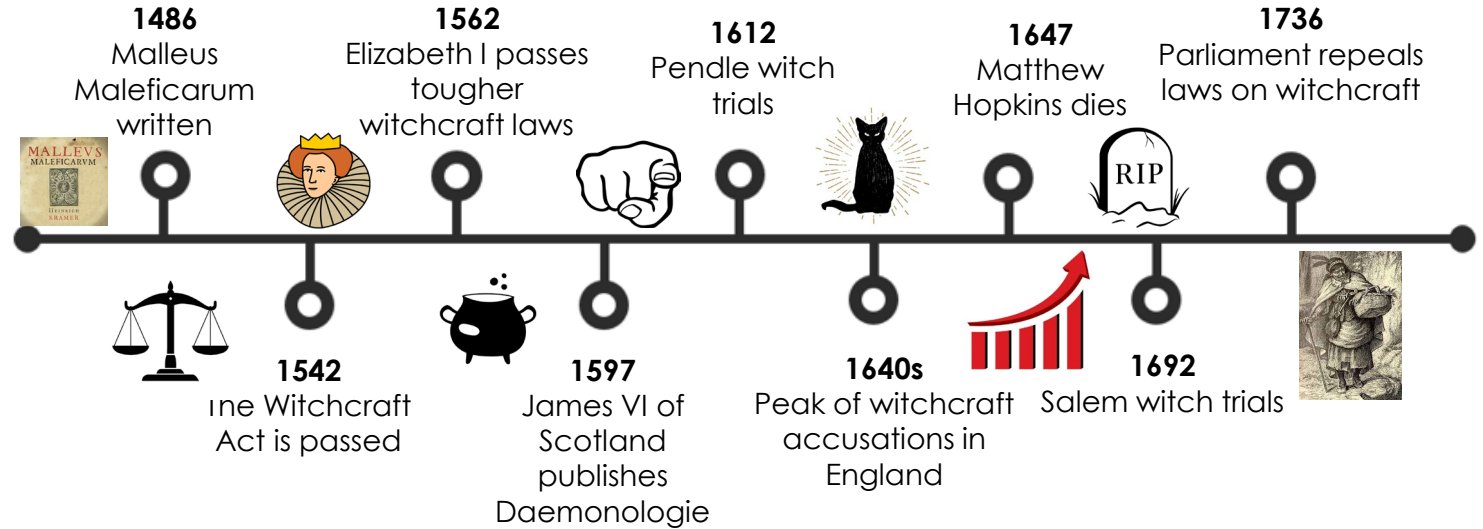 1486
Malleus
Maleficarum
written
1562
Elizabeth I passes
tougher
witchcraft laws
1612
Pendle witch
trials
1647
Matthew
Hopkins dies
1736
Parliament repeals
laws on witchcraft
MALLEVS
MALEFICARVM
HEINRICH
KRAMER
RIP
1542
Witchcraft
Act is passed
1597
James VI of
Scotland
publishes
Daemonologie
1640s
Peak of witchcraft
accusations in
England
1692
Salem witch trials